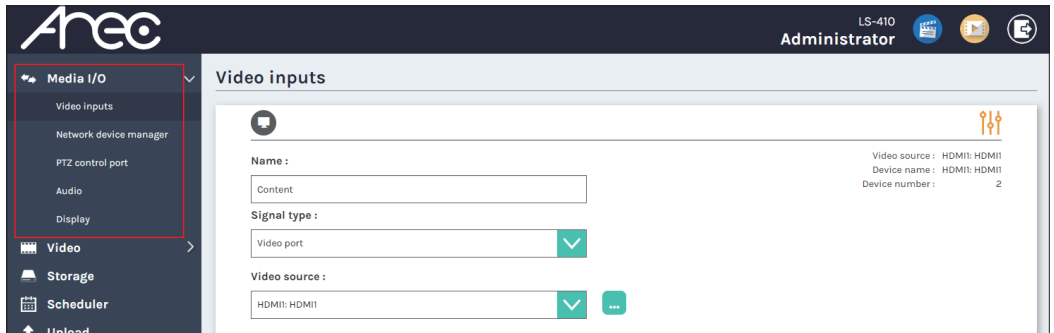 Arec
LS-410
Administrator
Media I/O
Video inputs
Network device manager
PTZ control port
Audio
Display
Video
Storage
Scheduler
Upload
Video inputs
Name :
Content
Signal type :
Video port
Video source :
HDMI1: HDMI1
...
Video source : HDMI1: HDMI1
Device name : HDMI1: HDMI1
Device number : 2